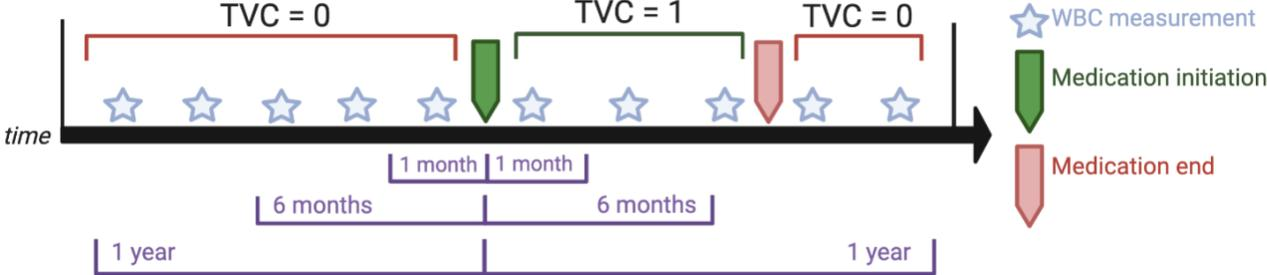 TVC = 0
TVC = 1
TVC = 0
WBC measurement
Medication initiation
time
1 month
1 month
Medication end
6 months
6 months
1 year
1 year